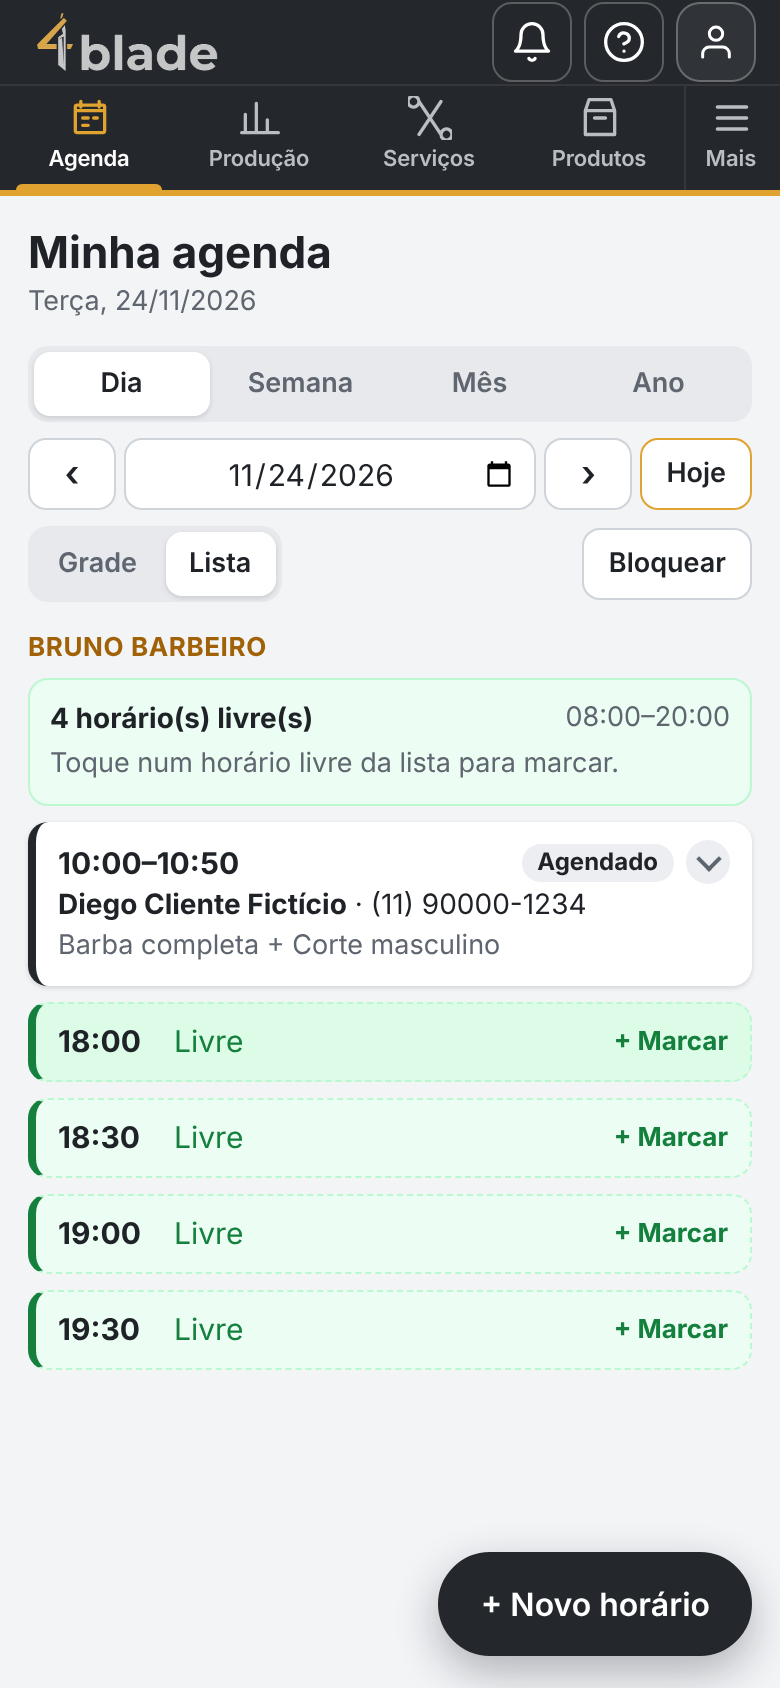 4blade
Agenda
Produção
Serviços
Produtos
Mais
Minha agenda
Terça, 24/11/2026
Dia
Semana
Mês
Ano
‹
11/24/2026
›
Hoje
Grade
Lista
Bloquear
BRUNO BARBEIRO
4 horário(s) livre(s)
08:00–20:00
Toque num horário livre da lista para marcar.
10:00–10:50
Agendado
Diego Cliente Fictício · (11) 90000-1234
Barba completa + Corte masculino
18:00 Livre + Marcar
18:30 Livre + Marcar
19:00 Livre + Marcar
19:30 Livre + Marcar
+ Novo horário